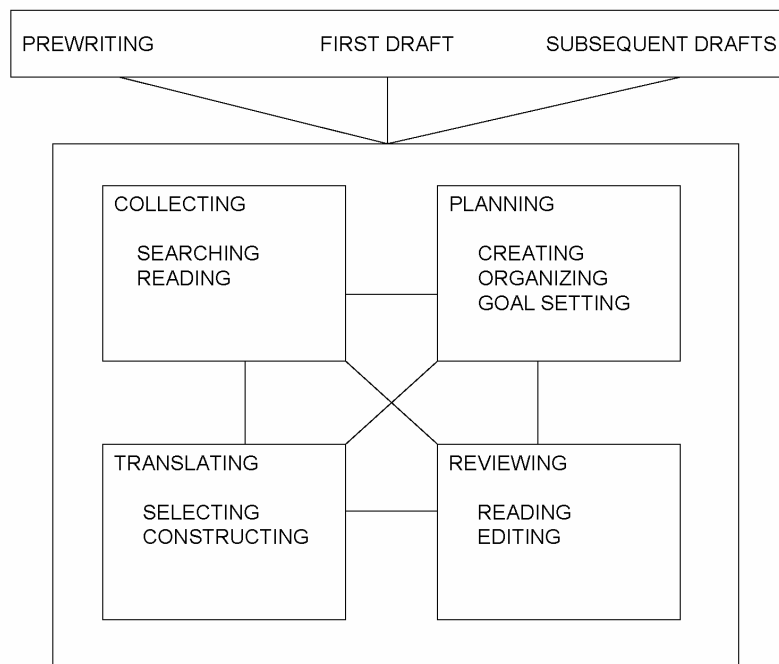 PREWRITING FIRST DRAFT SUBSEQUENT DRAFTS
COLLECTING
SEARCHING
READING
PLANNING
CREATING
ORGANIZING
GOAL SETTING
TRANSLATING
SELECTING
CONSTRUCTING
REVIEWING
READING
EDITING